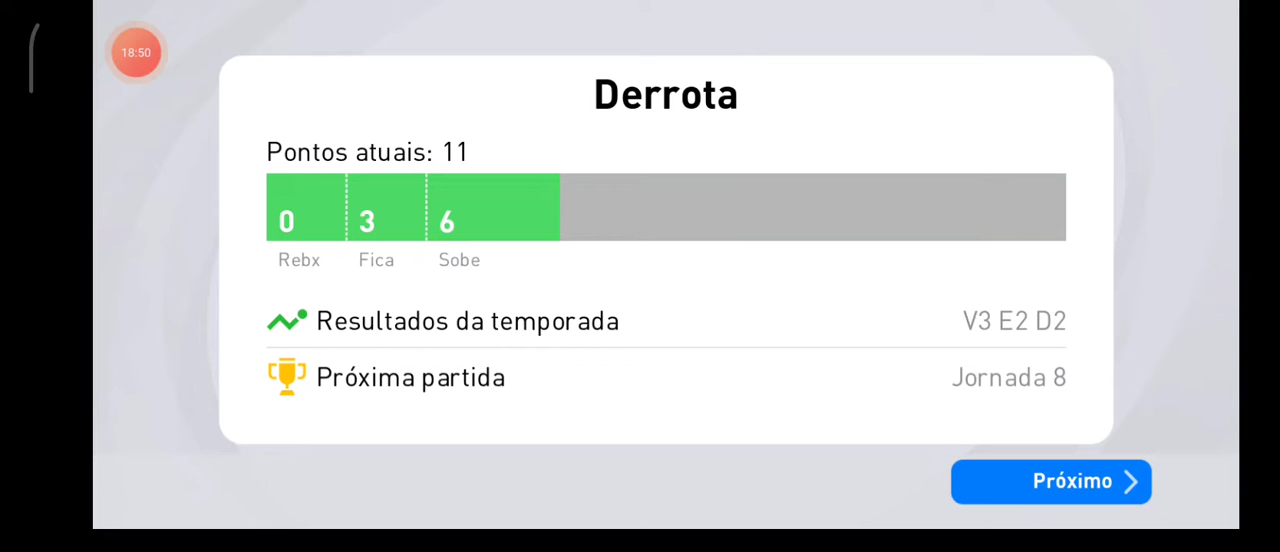 18:50
Derrota
Pontos atuais: 11
0 3 6
Rebx Fica Sobe
Resultados da temporada V3 E2 D2
Próxima partida Jornada 8
Próximo